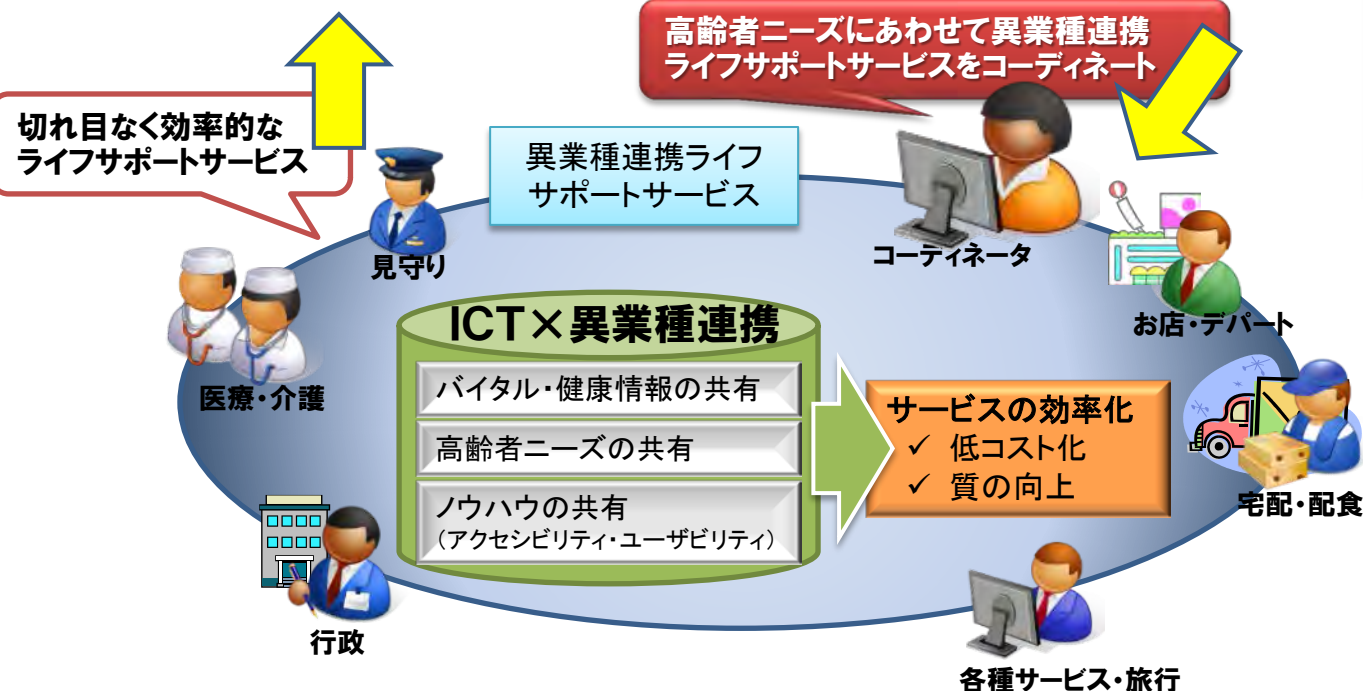 高齢者ニーズにあわせて異業種連携
ライフサポートサービスをコーディネート
切れ目なく効率的な
ライフサポートサービス
異業種連携ライフ
サポートサービス
見守り
コーディネータ
お店・デパート
医療・介護
ICT×異業種連携
バイタル・健康情報の共有
高齢者ニーズの共有
ノウハウの共有
（アクセシビリティ・ユーザビリティ）
サービスの効率化
✓ 低コスト化
✓ 質の向上
宅配・配食
行政
各種サービス・旅行